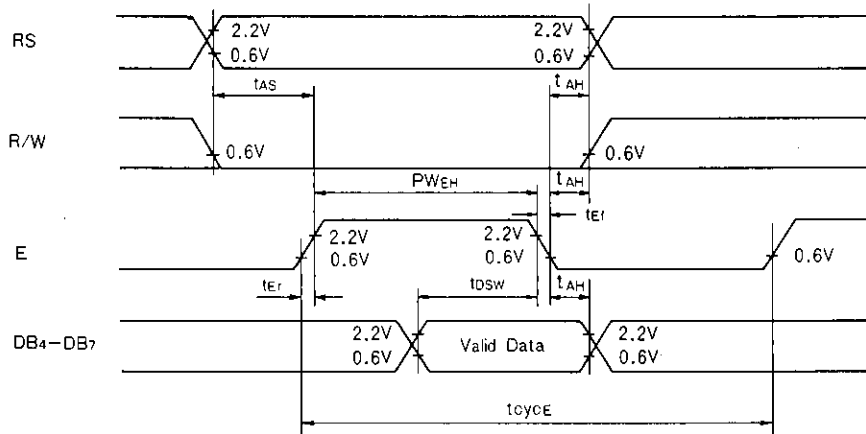 RS
2.2V
2.2V
0.6V
0.6V
tAS
tAH
R/W
0.6V
0.6V
PWEH
tAH
tEf
E
2.2V
2.2V
0.6V
0.6V
0.6V
tEr
tDSW
tAH
DB4-DB7
2.2V
Valid Data
2.2V
0.6V
0.6V
tcycE